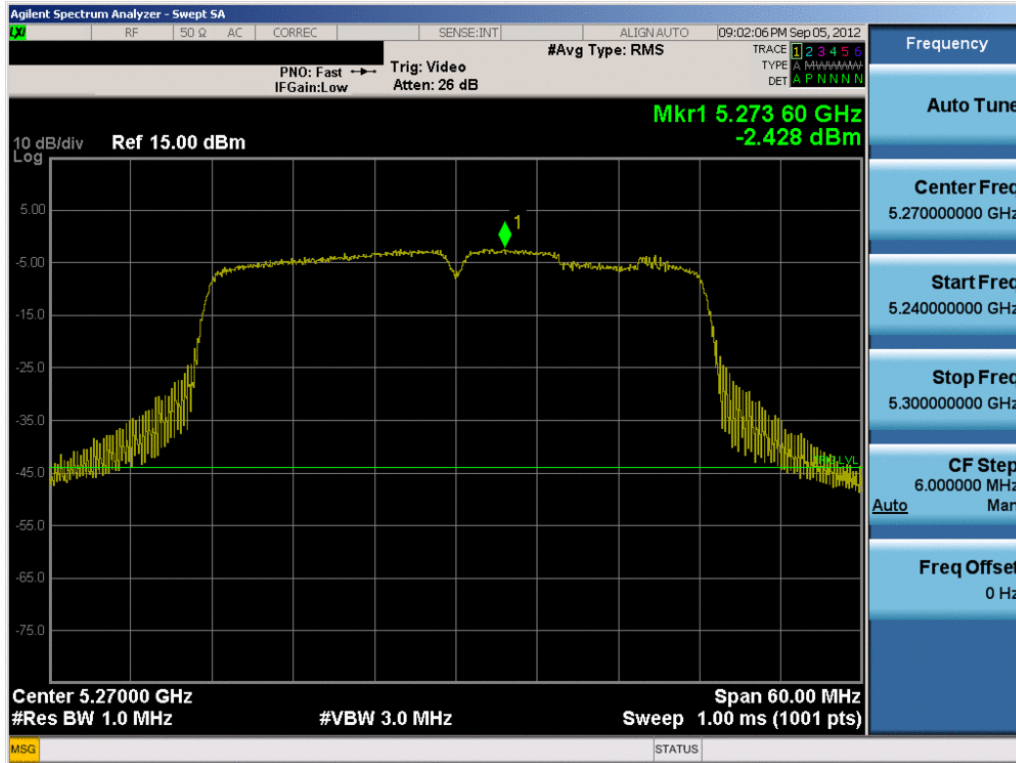 Agilent Spectrum Analyzer - Swept SA
LXI RF 50 Ω AC CORREC SENSE:INT ALIGN AUTO 09:02:06 PM Sep 05, 2012
Frequency
PNO: Fast
IFGain:Low
Trig: Video
Atten: 26 dB
#Avg Type: RMS
TRACE 1 2 3 4 5 6
TYPE A M
DET A P N N N N
Auto Tune
Mkr1 5.273 60 GHz
-2.428 dBm
10 dB/div Ref 15.00 dBm
Log
Center Freq
5.270000000 GHz
5.00
1
-5.00
Start Freq
5.240000000 GHz
-15.0
-25.0
Stop Freq
5.300000000 GHz
-35.0
-45.0
CF Step
6.000000 MHz
Auto Man
-55.0
Freq Offset
0 Hz
-65.0
-75.0
Center 5.27000 GHz Span 60.00 MHz
#Res BW 1.0 MHz #VBW 3.0 MHz Sweep 1.00 ms (1001 pts)
MSG STATUS